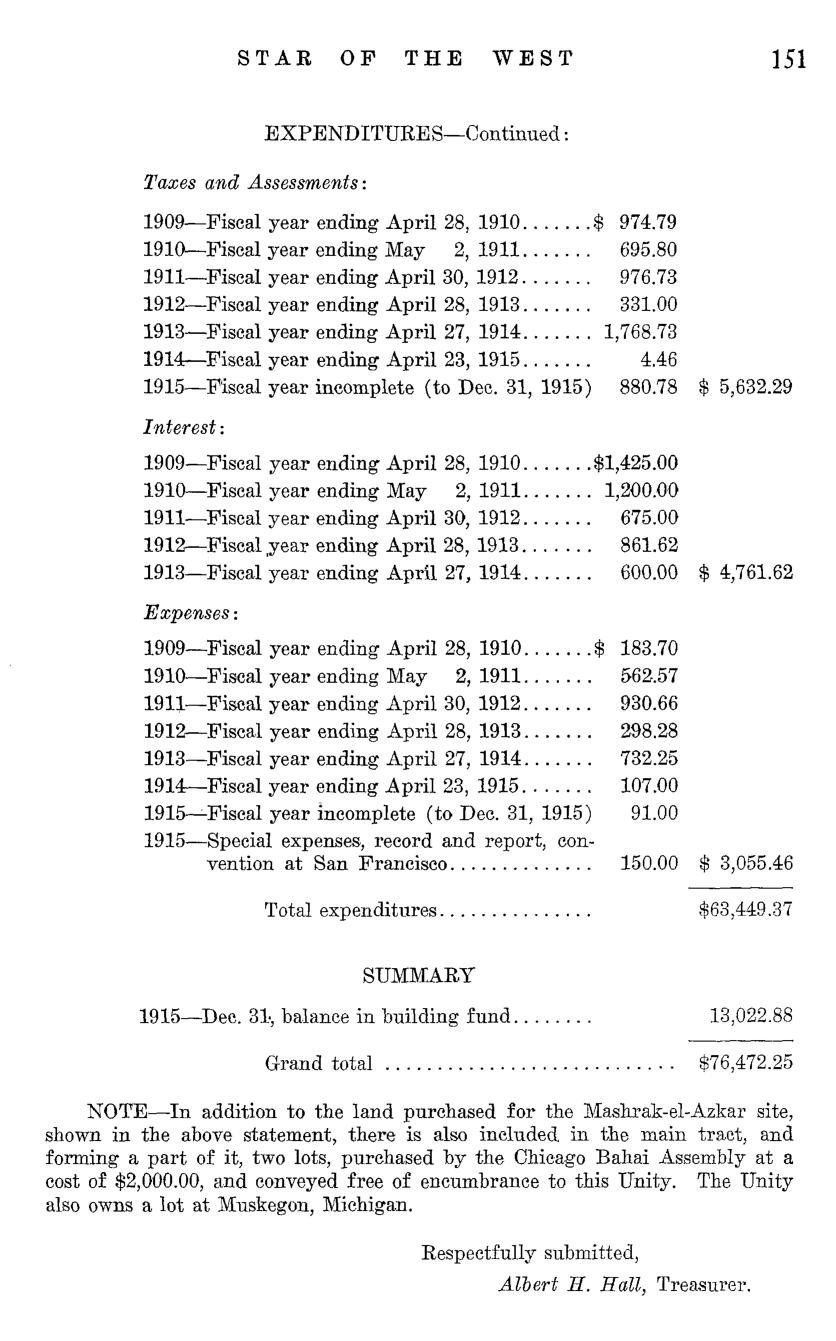 STAR OF THE WEST 151
EXPENDITURES—Continued:
Taxes and Assessments:
1909—Fiscal year ending April 28, 1910.......$ 974.79
1910—Fiscal year ending May 2, 1911....... 695.80
1911—Fiscal year ending April 30, 1912....... 976.73
1912—Fiscal year ending April 28, 1913....... 331.00
1913—Fiscal year ending April 27, 1914....... 1,768.73
1914—Fiscal year ending April 23, 1915....... 4.46
1915—Fiscal year incomplete (to Dec. 31, 1915) 880.78 $ 5,632.29
Interest:
1909—Fiscal year ending April 28, 1910.......$1,425.00
1910—Fiscal year ending May 2, 1911....... 1,200.00
1911—Fiscal year ending April 30, 1912....... 675.00
1912—Fiscal year ending April 28, 1913....... 861.62
1913—Fiscal year ending April 27, 1914....... 600.00 $ 4,761.62
Expenses:
1909—Fiscal year ending April 28, 1910.......$ 183.70
1910—Fiscal year ending May 2, 1911....... 562.57
1911—Fiscal year ending April 30, 1912....... 930.66
1912—Fiscal year ending April 28, 1913....... 298.28
1913—Fiscal year ending April 27, 1914....... 732.25
1914—Fiscal year ending April 23, 1915....... 107.00
1915—Fiscal year incomplete (to Dec. 31, 1915) 91.00
1915—Special expenses, record and report, con-
vention at San Francisco.............. 150.00 $ 3,055.46
Total expenditures............... $63,449.37
SUMMARY
1915—Dec. 31, balance in building fund........ 13,022.88
Grand total ............................ $76,472.25
NOTE—In addition to the land purchased for the Mashrak-el-Azkar site,
shown in the above statement, there is also included in the main tract, and
forming a part of it, two lots, purchased by the Chicago Bahai Assembly at a
cost of $2,000.00, and conveyed free of encumbrance to this Unity. The Unity
also owns a lot at Muskegon, Michigan.
Respectfully submitted,
Albert H. Hall, Treasurer.